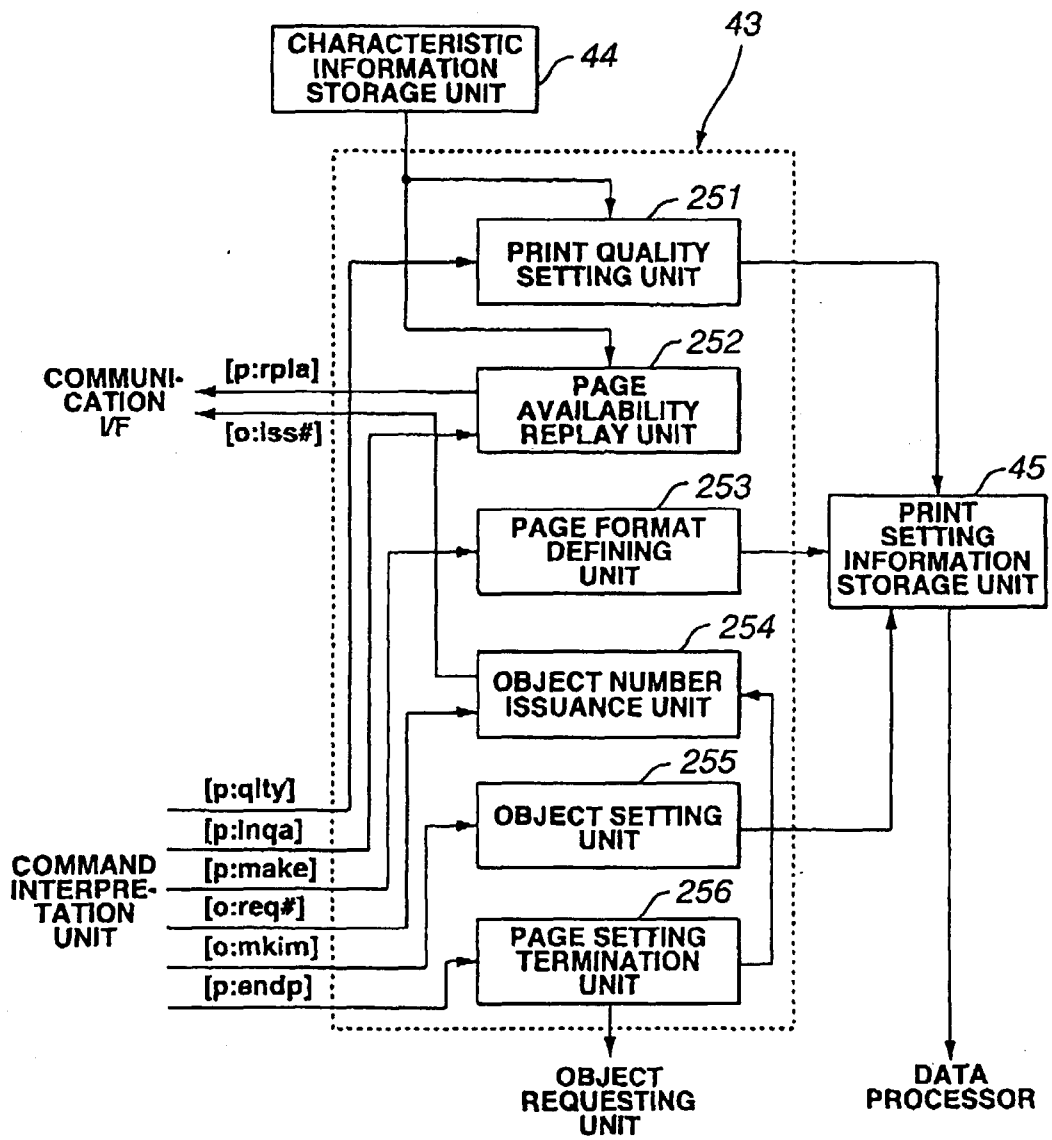 CHARACTERISTIC
INFORMATION
STORAGE UNIT
44
43
251
PRINT QUALITY
SETTING UNIT
252
PAGE
AVAILABILITY
REPLAY UNIT
COMMUNI-
CATION
I/F
[p:rpla]
[o:lss#]
253
PAGE FORMAT
DEFINING
UNIT
45
PRINT
SETTING
INFORMATION
STORAGE UNIT
254
OBJECT NUMBER
ISSUANCE UNIT
255
OBJECT SETTING
UNIT
256
PAGE SETTING
TERMINATION
UNIT
COMMAND
INTERPRE-
TATION
UNIT
[p:qlty]
[p:lnqa]
[p:make]
[o:req#]
[o:mkim]
[p:endp]
OBJECT
REQUESTING
UNIT
DATA
PROCESSOR